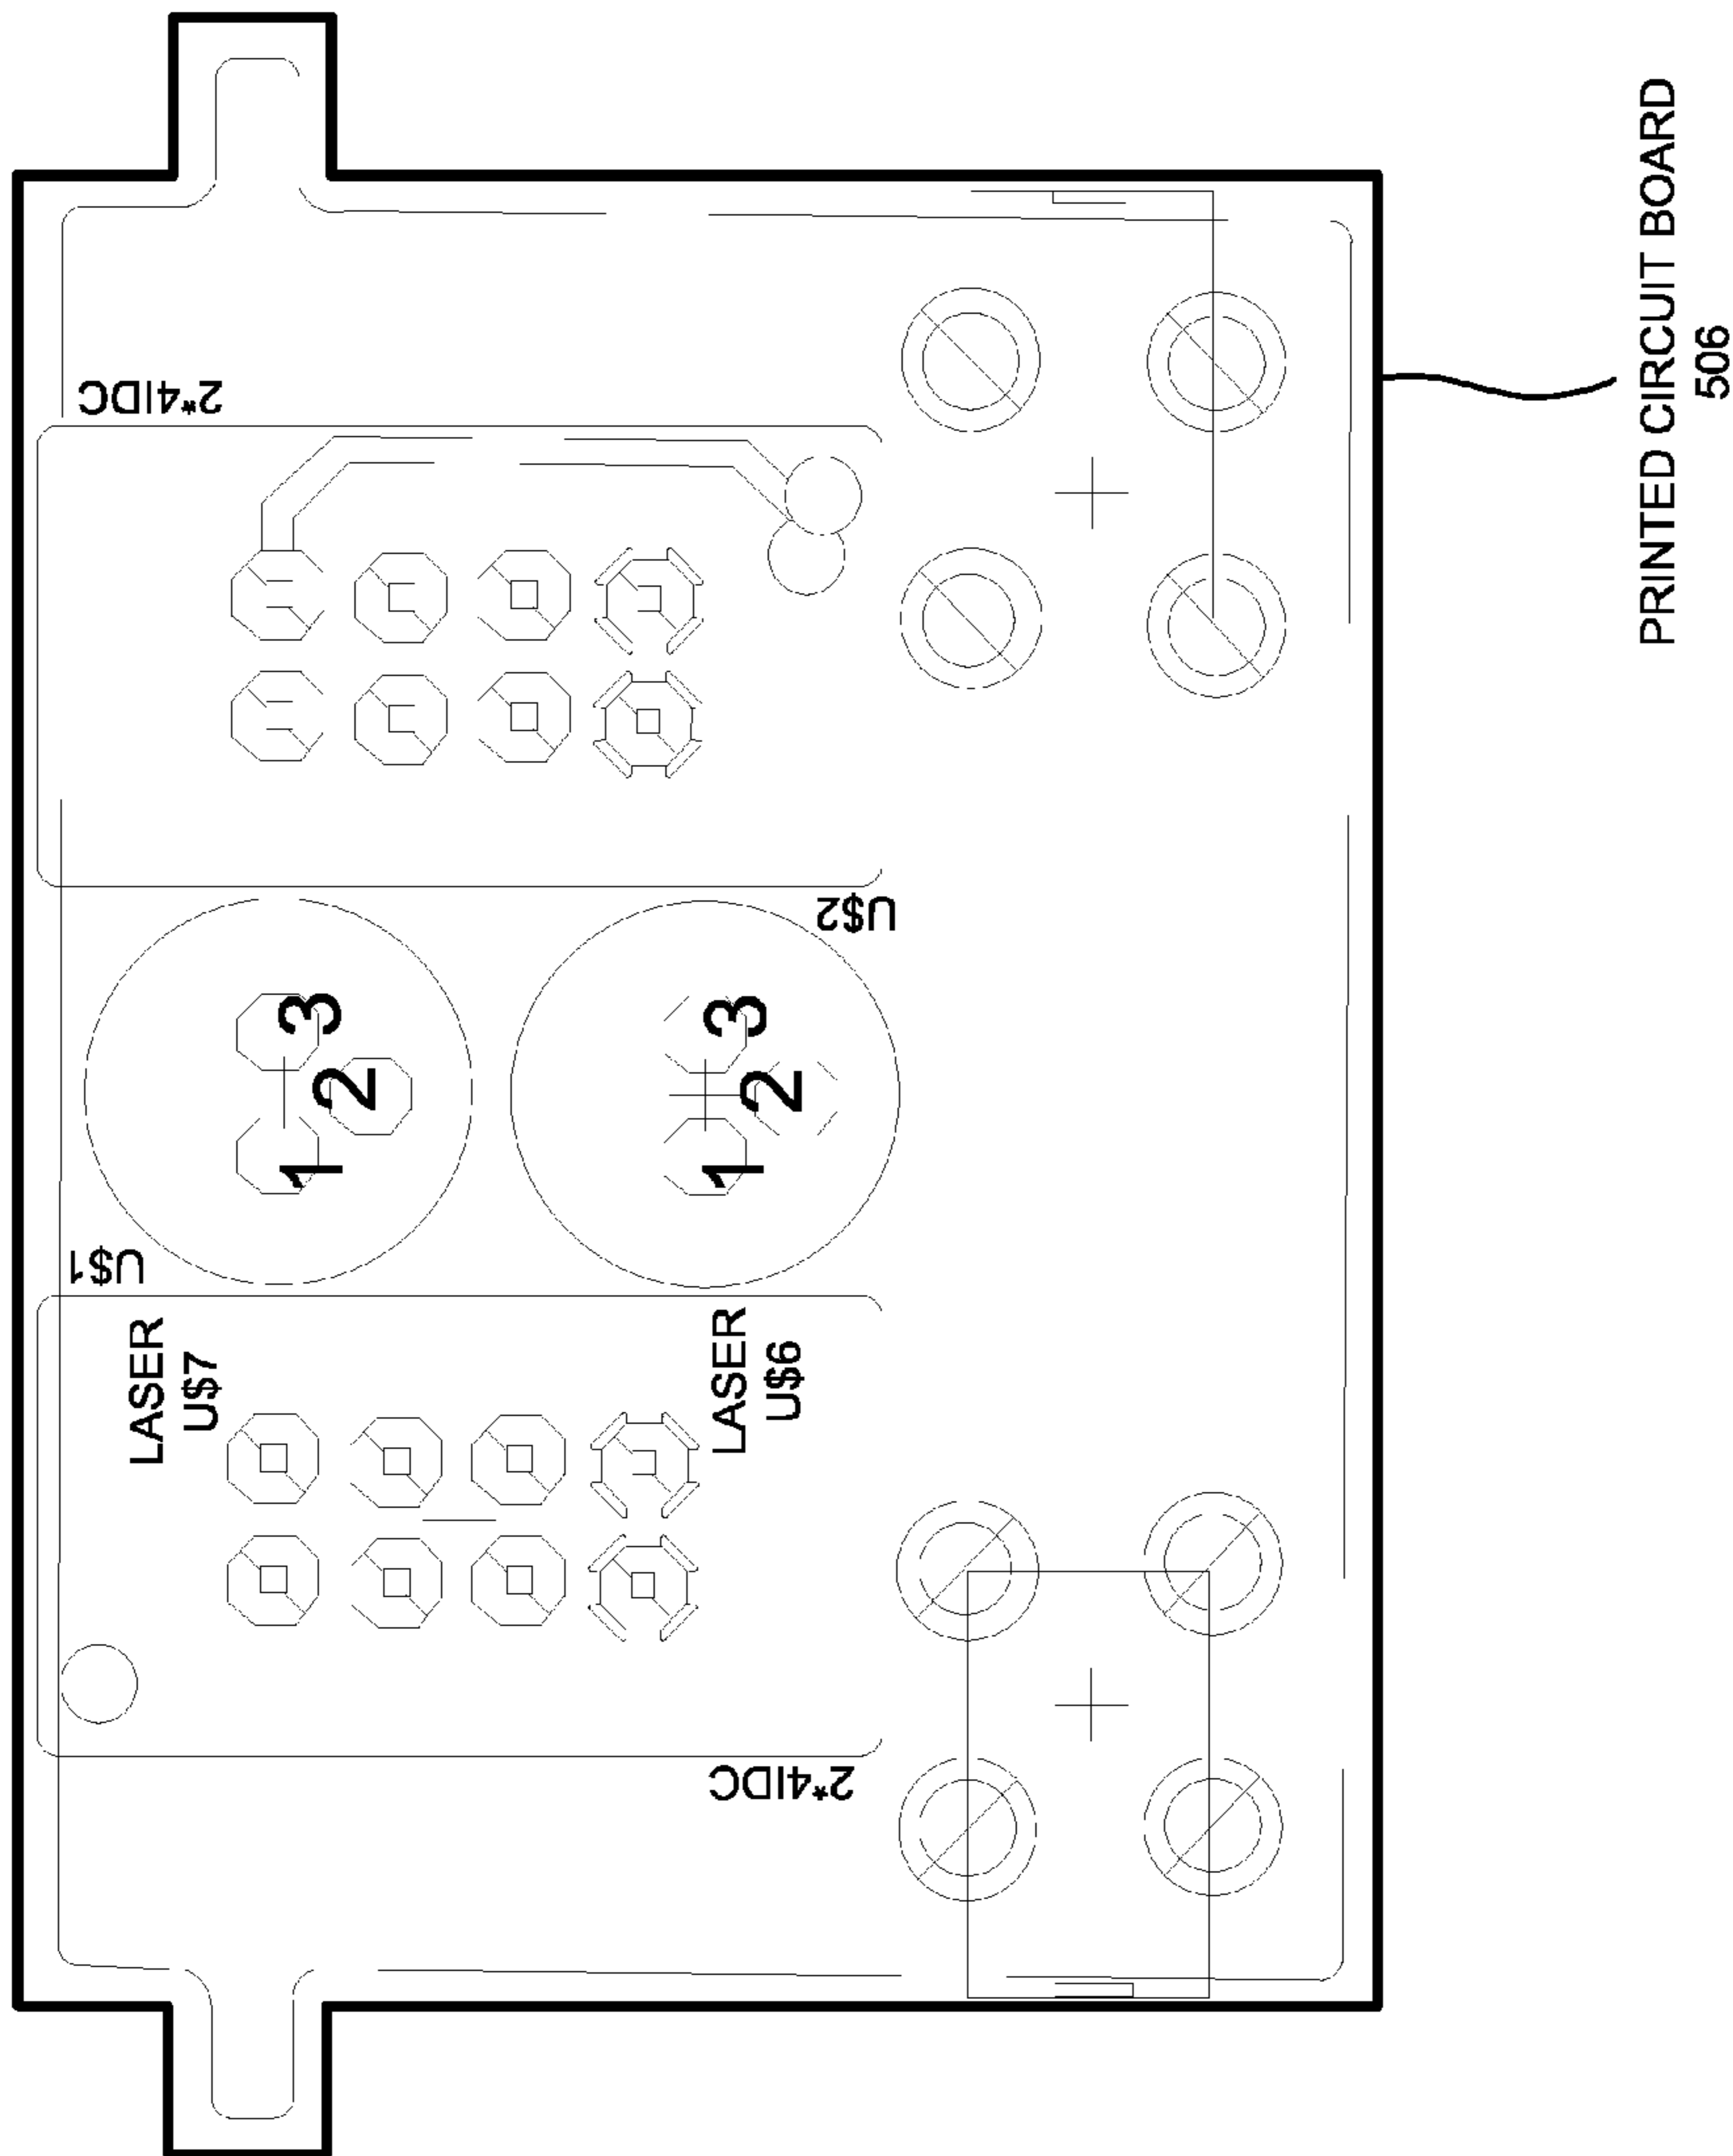 2*4IDC
U$2
3
2
1
3
2
1
U$1
LASER
U$7
LASER
U$6
2*4IDC
PRINTED CIRCUIT BOARD
506